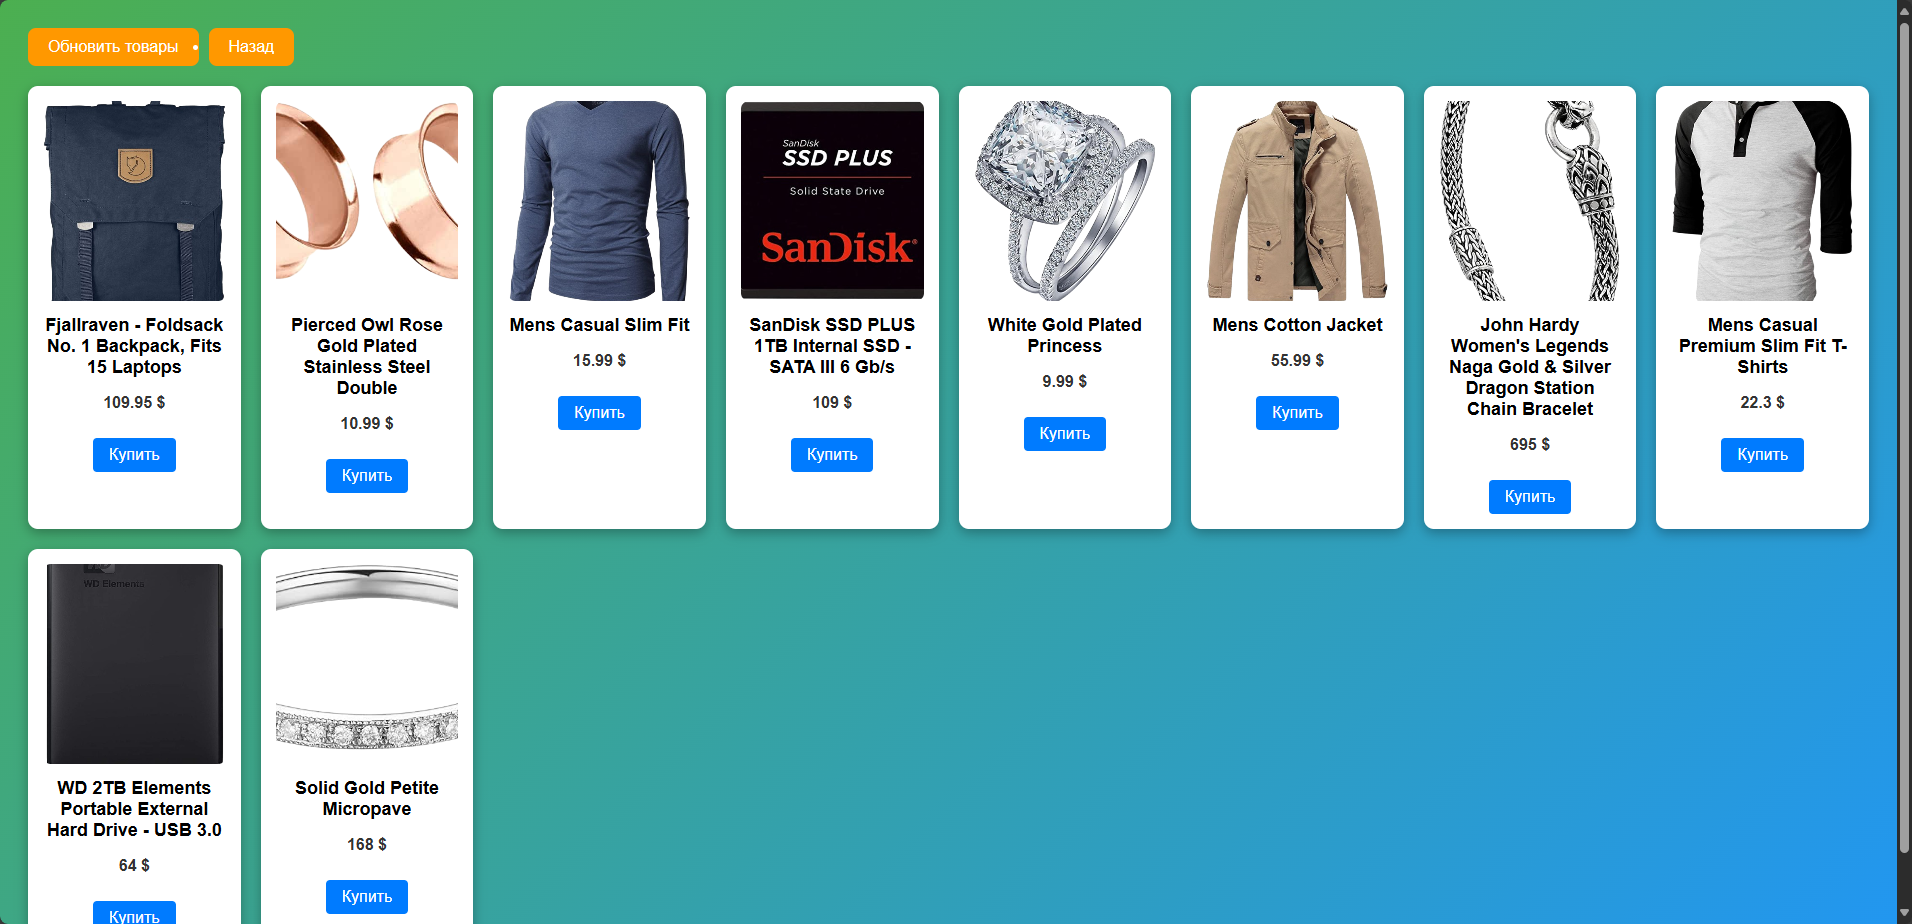 Обновить товары
Назад
SanDisk
SSD PLUS
Solid State Drive
SanDisk
Fjallraven - Foldsack
No. 1 Backpack, Fits
15 Laptops
109.95 $
Купить
Pierced Owl Rose
Gold Plated
Stainless Steel
Double
10.99 $
Купить
Mens Casual Slim Fit
15.99 $
Купить
SanDisk SSD PLUS
1TB Internal SSD -
SATA III 6 Gb/s
109 $
Купить
White Gold Plated
Princess
9.99 $
Купить
Mens Cotton Jacket
55.99 $
Купить
John Hardy
Women's Legends
Naga Gold & Silver
Dragon Station
Chain Bracelet
695 $
Купить
Mens Casual
Premium Slim Fit T-
Shirts
22.3 $
Купить
WD Elements
WD 2TB Elements
Portable External
Hard Drive - USB 3.0
64 $
Купить
Solid Gold Petite
Micropave
168 $
Купить